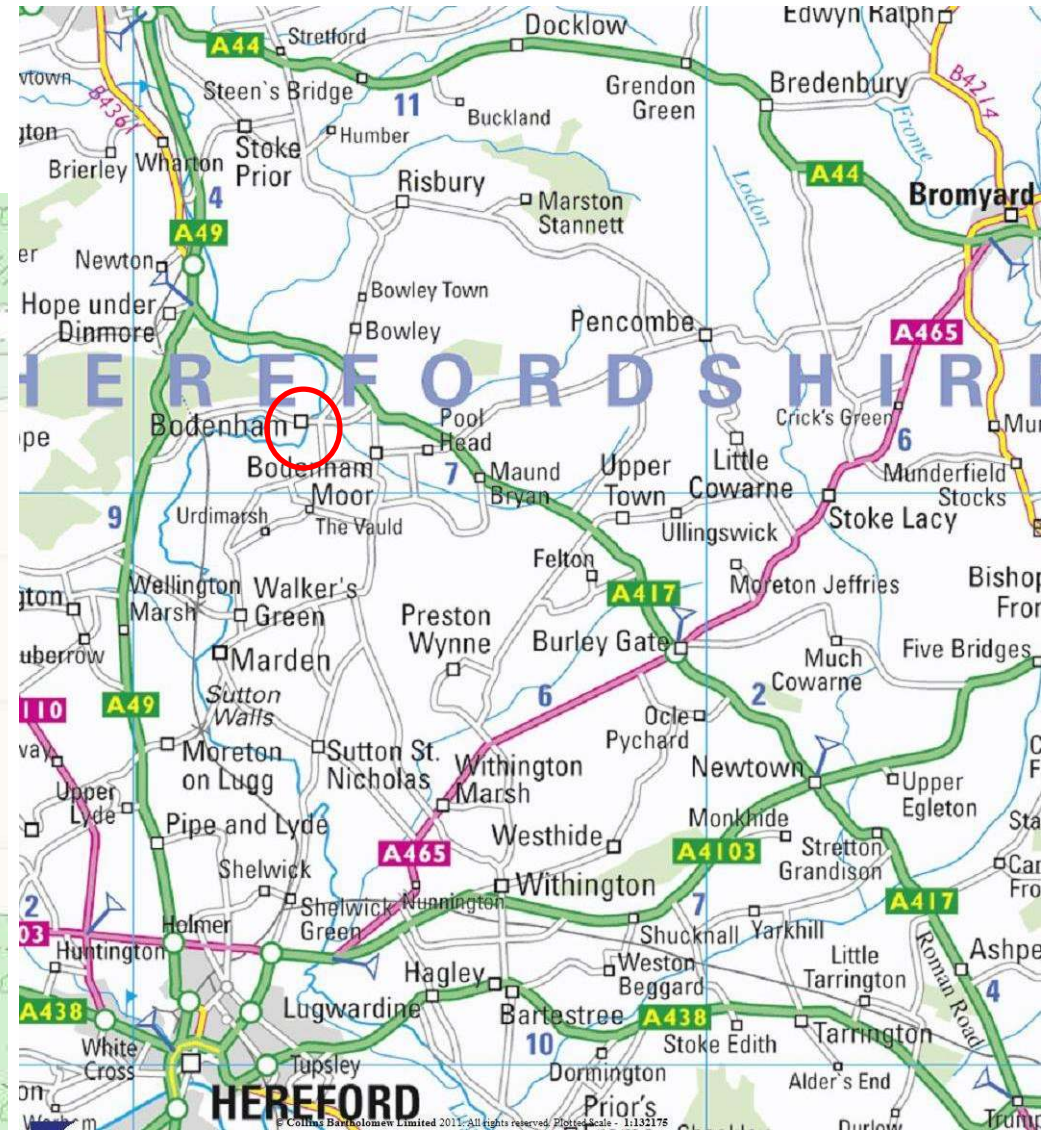 Edwyn Ralph
Docklow
Stretford
A44
Steen's Bridge
11
Grendon
Green
Bredenbury
B4214
B4361
Buckland
Humber
Frome
Brierley
Wharton
Stoke
Prior
4
Risbury
Marston
Stannett
Lodon
A44
Bromyard
A49
Newton
Hope under
Dinmore
Bowley Town
Bowley
Pencombe
A465
HEREFORDSHIRE
Bodenham
Pool
Head
Crick's Green
6
Bodenham
Moor
7
Maund
Bryan
Upper
Town
Little
Cowarne
Munderfield
Stocks
9
Urdimarsh
The Vauld
Ullingswick
Stoke Lacy
Felton
Wellington
Marsh
Walker's
Green
A417
Moreton Jeffries
Preston
Wynne
Burley Gate
Much
Cowarne
Five Bridges
Marden
Sutton
Walls
A49
6
2
Ocle
Pychard
Moreton
on Lugg
Sutton St.
Nicholas
Withington
Marsh
Newtown
Upper
Egleton
Upper
Lyde
Pipe and Lyde
Monkhide
A465
Westhide
A4103
Stretton
Grandison
Shelwick
Withington
A417
Shelwick
Green
Nunnington
7
2
Holmer
Huntington
Shucknall
Yarkhill
Hagley
Weston
Beggard
Little
Tarrington
Roman Road
4
A438
Lugwardine
Bartestree
A438
Tarrington
White
Cross
10
Stoke Edith
Tupsley
Dormington
Alder's End
HEREFORD
Prior's
© Collins Bartholomew Limited 2011. All rights reserved. Plotted Scale - 1:132175